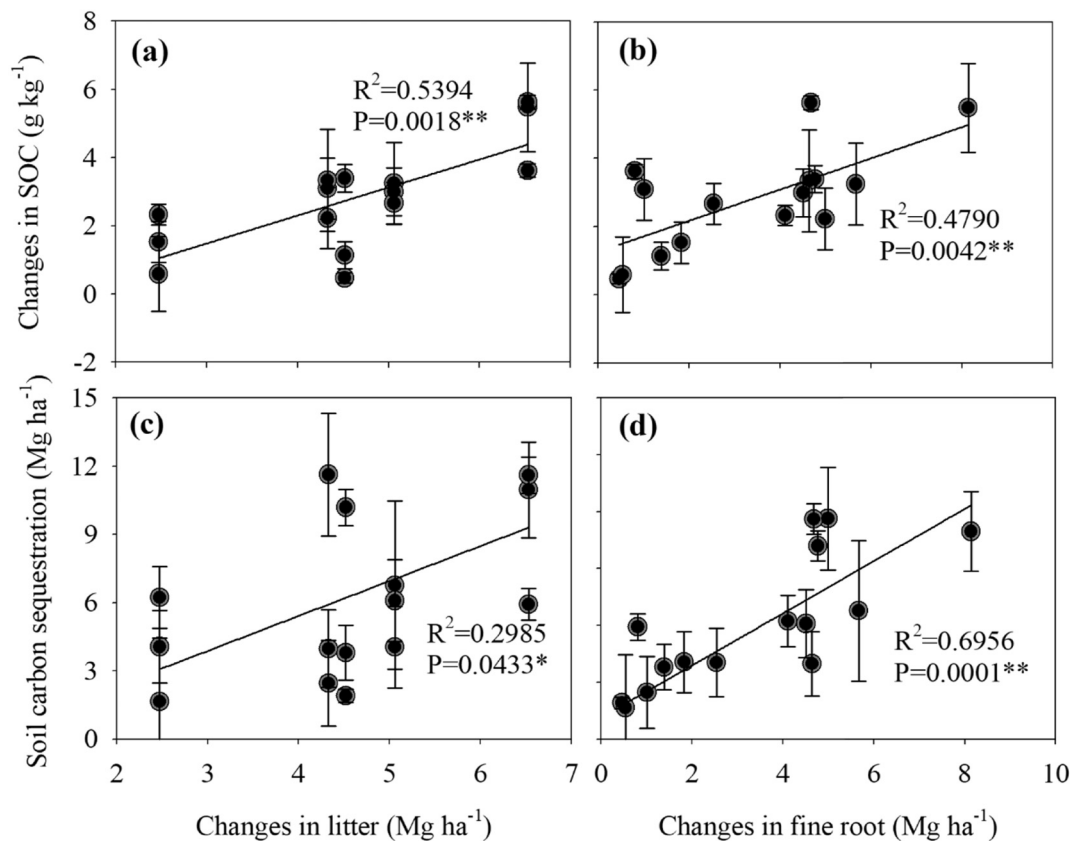 8
6
4
2
0
-2
Changes in SOC (g kg⁻¹)
(a)
R²=0.5394
P=0.0018**
(b)
R²=0.4790
P=0.0042**
15
12
9
6
3
0
Soil carbon sequestration (Mg ha⁻¹)
(c)
R²=0.2985
P=0.0433*
(d)
R²=0.6956
P=0.0001**
2 3 4 5 6 7
0 2 4 6 8 10
Changes in litter (Mg ha⁻¹)
Changes in fine root (Mg ha⁻¹)